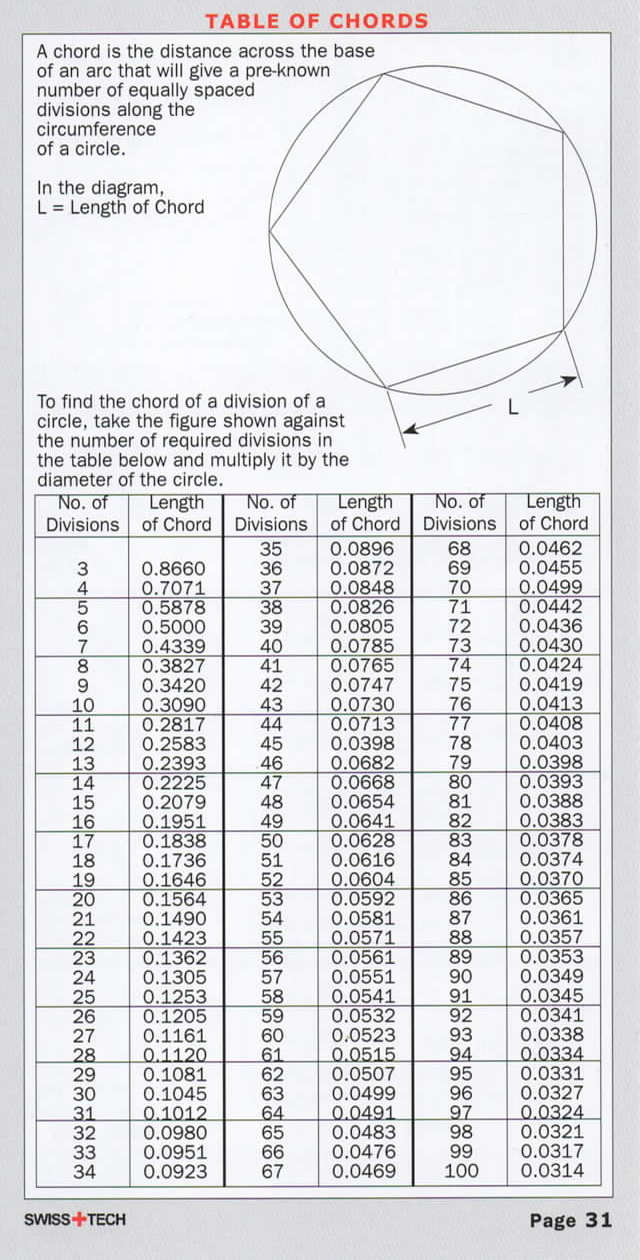 TABLE OF CHORDS
A chord is the distance across the base
of an arc that will give a pre-known
number of equally spaced
divisions along the
circumference
of a circle.
In the diagram,
L = Length of Chord
L
To find the chord of a division of a
circle, take the figure shown against
the number of required divisions in
the table below and multiply it by the
diameter of the circle.
No. of Length No. of Length No. of Length
Divisions of Chord Divisions of Chord Divisions of Chord
35 0.0896 68 0.0462
3 0.8660 36 0.0872 69 0.0455
4 0.7071 37 0.0848 70 0.0499
5 0.5878 38 0.0826 71 0.0442
6 0.5000 39 0.0805 72 0.0436
7 0.4339 40 0.0785 73 0.0430
8 0.3827 41 0.0765 74 0.0424
9 0.3420 42 0.0747 75 0.0419
10 0.3090 43 0.0730 76 0.0413
11 0.2817 44 0.0713 77 0.0408
12 0.2583 45 0.0398 78 0.0403
13 0.2393 46 0.0682 79 0.0398
14 0.2225 47 0.0668 80 0.0393
15 0.2079 48 0.0654 81 0.0388
16 0.1951 49 0.0641 82 0.0383
17 0.1838 50 0.0628 83 0.0378
18 0.1736 51 0.0616 84 0.0374
19 0.1646 52 0.0604 85 0.0370
20 0.1564 53 0.0592 86 0.0365
21 0.1490 54 0.0581 87 0.0361
22 0.1423 55 0.0571 88 0.0357
23 0.1362 56 0.0561 89 0.0353
24 0.1305 57 0.0551 90 0.0349
25 0.1253 58 0.0541 91 0.0345
26 0.1205 59 0.0532 92 0.0341
27 0.1161 60 0.0523 93 0.0338
28 0.1120 61 0.0515 94 0.0334
29 0.1081 62 0.0507 95 0.0331
30 0.1045 63 0.0499 96 0.0327
31 0.1012 64 0.0491 97 0.0324
32 0.0980 65 0.0483 98 0.0321
33 0.0951 66 0.0476 99 0.0317
34 0.0923 67 0.0469 100 0.0314
SWISS+TECH Page 31